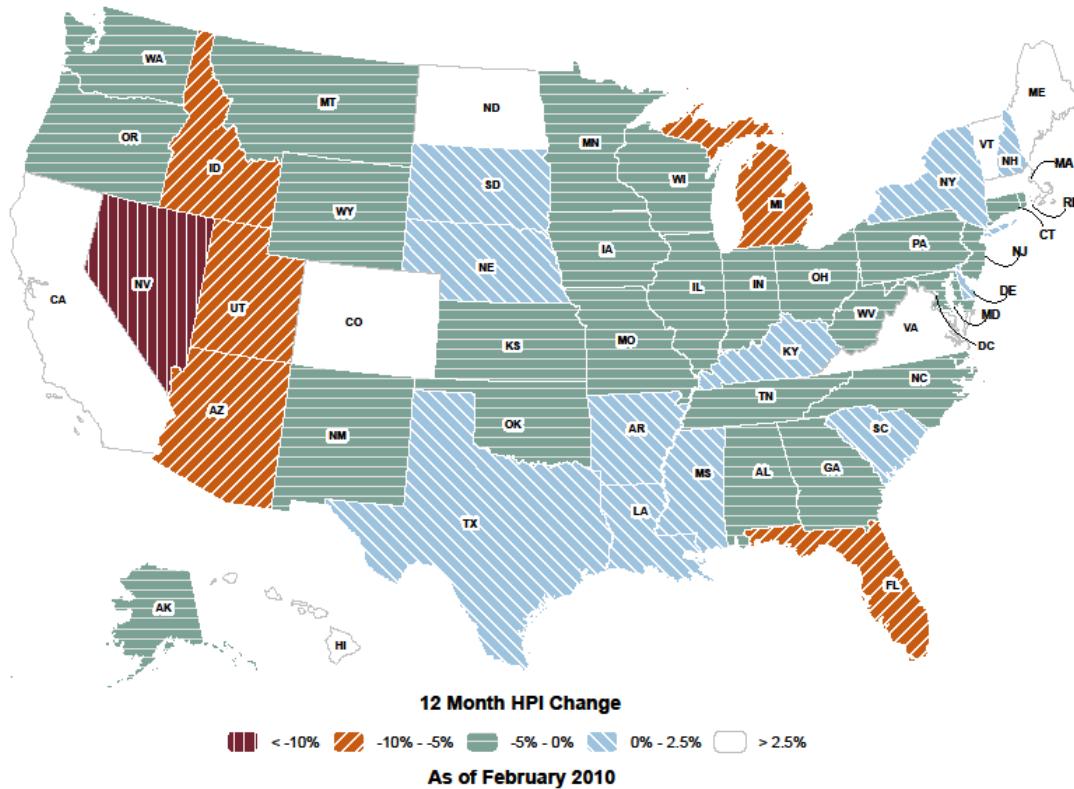 WA
MT
ND
ME
OR
MN
VT
MA
ID
SD
WI
NY
NH
RI
WY
MI
CT
IA
PA
NJ
NE
NV
IL
IN
OH
DE
CA
UT
CO
WV
VA
MD
KS
MO
KY
DC
AZ
NM
OK
TN
NC
AR
SC
MS
AL
GA
TX
LA
AK
FL
HI
12 Month HPI Change
< -10% -10% - -5% -5% - 0% 0% - 2.5% > 2.5%
As of February 2010